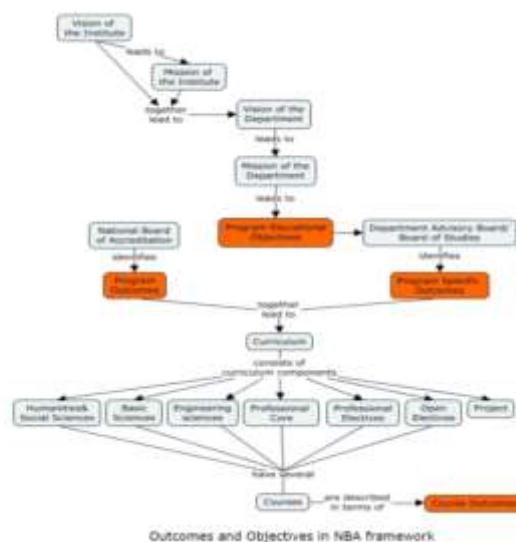 Vision of
the Institute
leads to
Mission of
the Institute
together
lead to
Vision of the
Department
leads to
Mission of the
Department
leads to
National Board
of Accreditation
Program Educational
Objectives
Department Advisory Board/
Board of Studies
identifies
identifies
Program
Outcomes
Program Specific
Outcomes
together
lead to
Curriculum
consists of
curriculum components
Humanities&
Social Sciences
Basic
Sciences
Engineering
sciences
Professional
Core
Professional
Electives
Open
Electives
Project
have several
Courses
are described
in terms of
Course Outcomes
Outcomes and Objectives in NBA framework